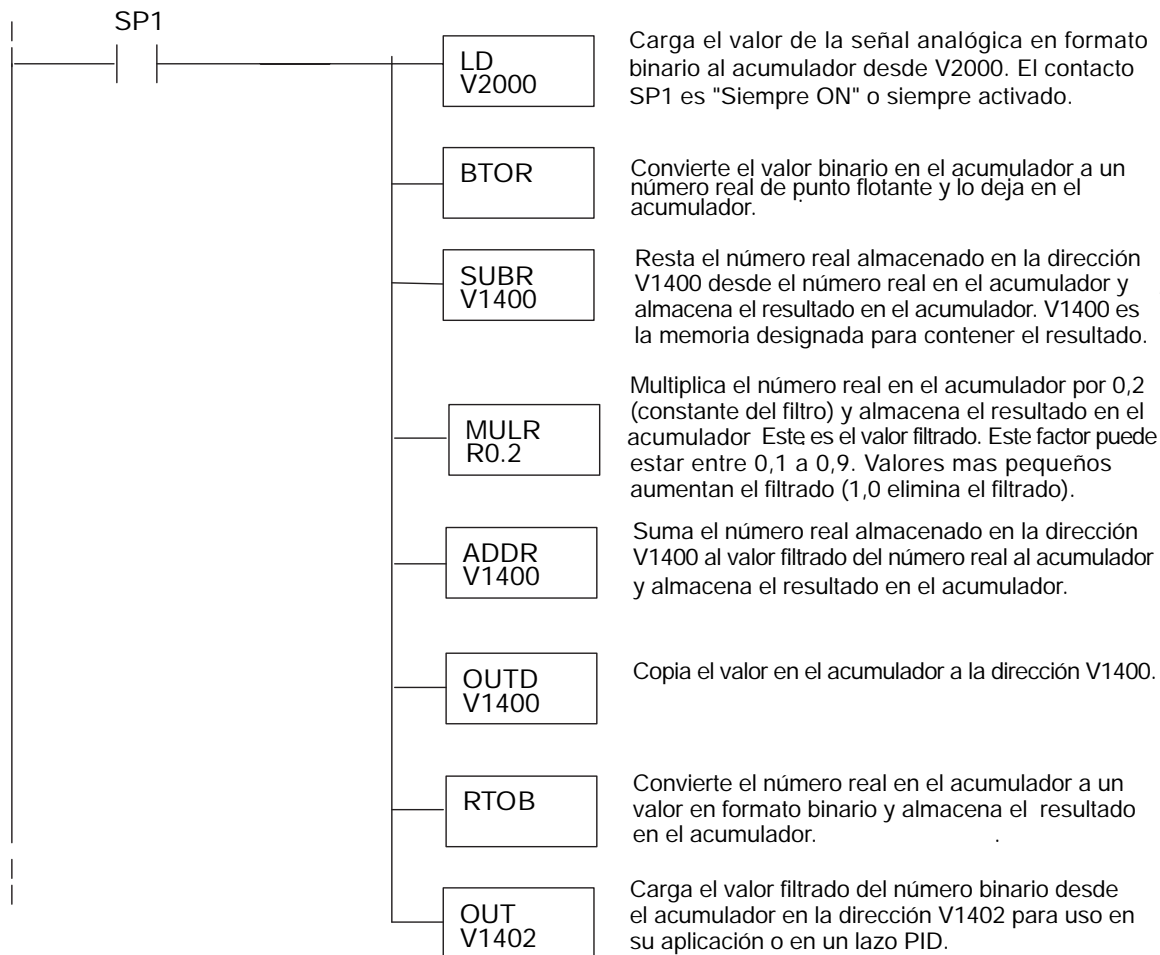 SP1
LD
V2000
Carga el valor de la señal analógica en formato
binario al acumulador desde V2000. El contacto
SP1 es "Siempre ON" o siempre activado.
BTOR
Convierte el valor binario en el acumulador a un
número real de punto flotante y lo deja en el
acumulador.
SUBR
V1400
Resta el número real almacenado en la dirección
V1400 desde el número real en el acumulador y
almacena el resultado en el acumulador. V1400 es
la memoria designada para contener el resultado.
MULR
R0.2
Multiplica el número real en el acumulador por 0,2
(constante del filtro) y almacena el resultado en el
acumulador Este es el valor filtrado. Este factor puede
estar entre 0,1 a 0,9. Valores mas pequeños
aumentan el filtrado (1,0 elimina el filtrado).
ADDR
V1400
Suma el número real almacenado en la dirección
V1400 al valor filtrado del número real al acumulador
y almacena el resultado en el acumulador.
OUTD
V1400
Copia el valor en el acumulador a la dirección V1400.
RTOB
Convierte el número real en el acumulador a un
valor en formato binario y almacena el resultado
en el acumulador.
OUT
V1402
Carga el valor filtrado del número binario desde
el acumulador en la dirección V1402 para uso en
su aplicación o en un lazo PID.